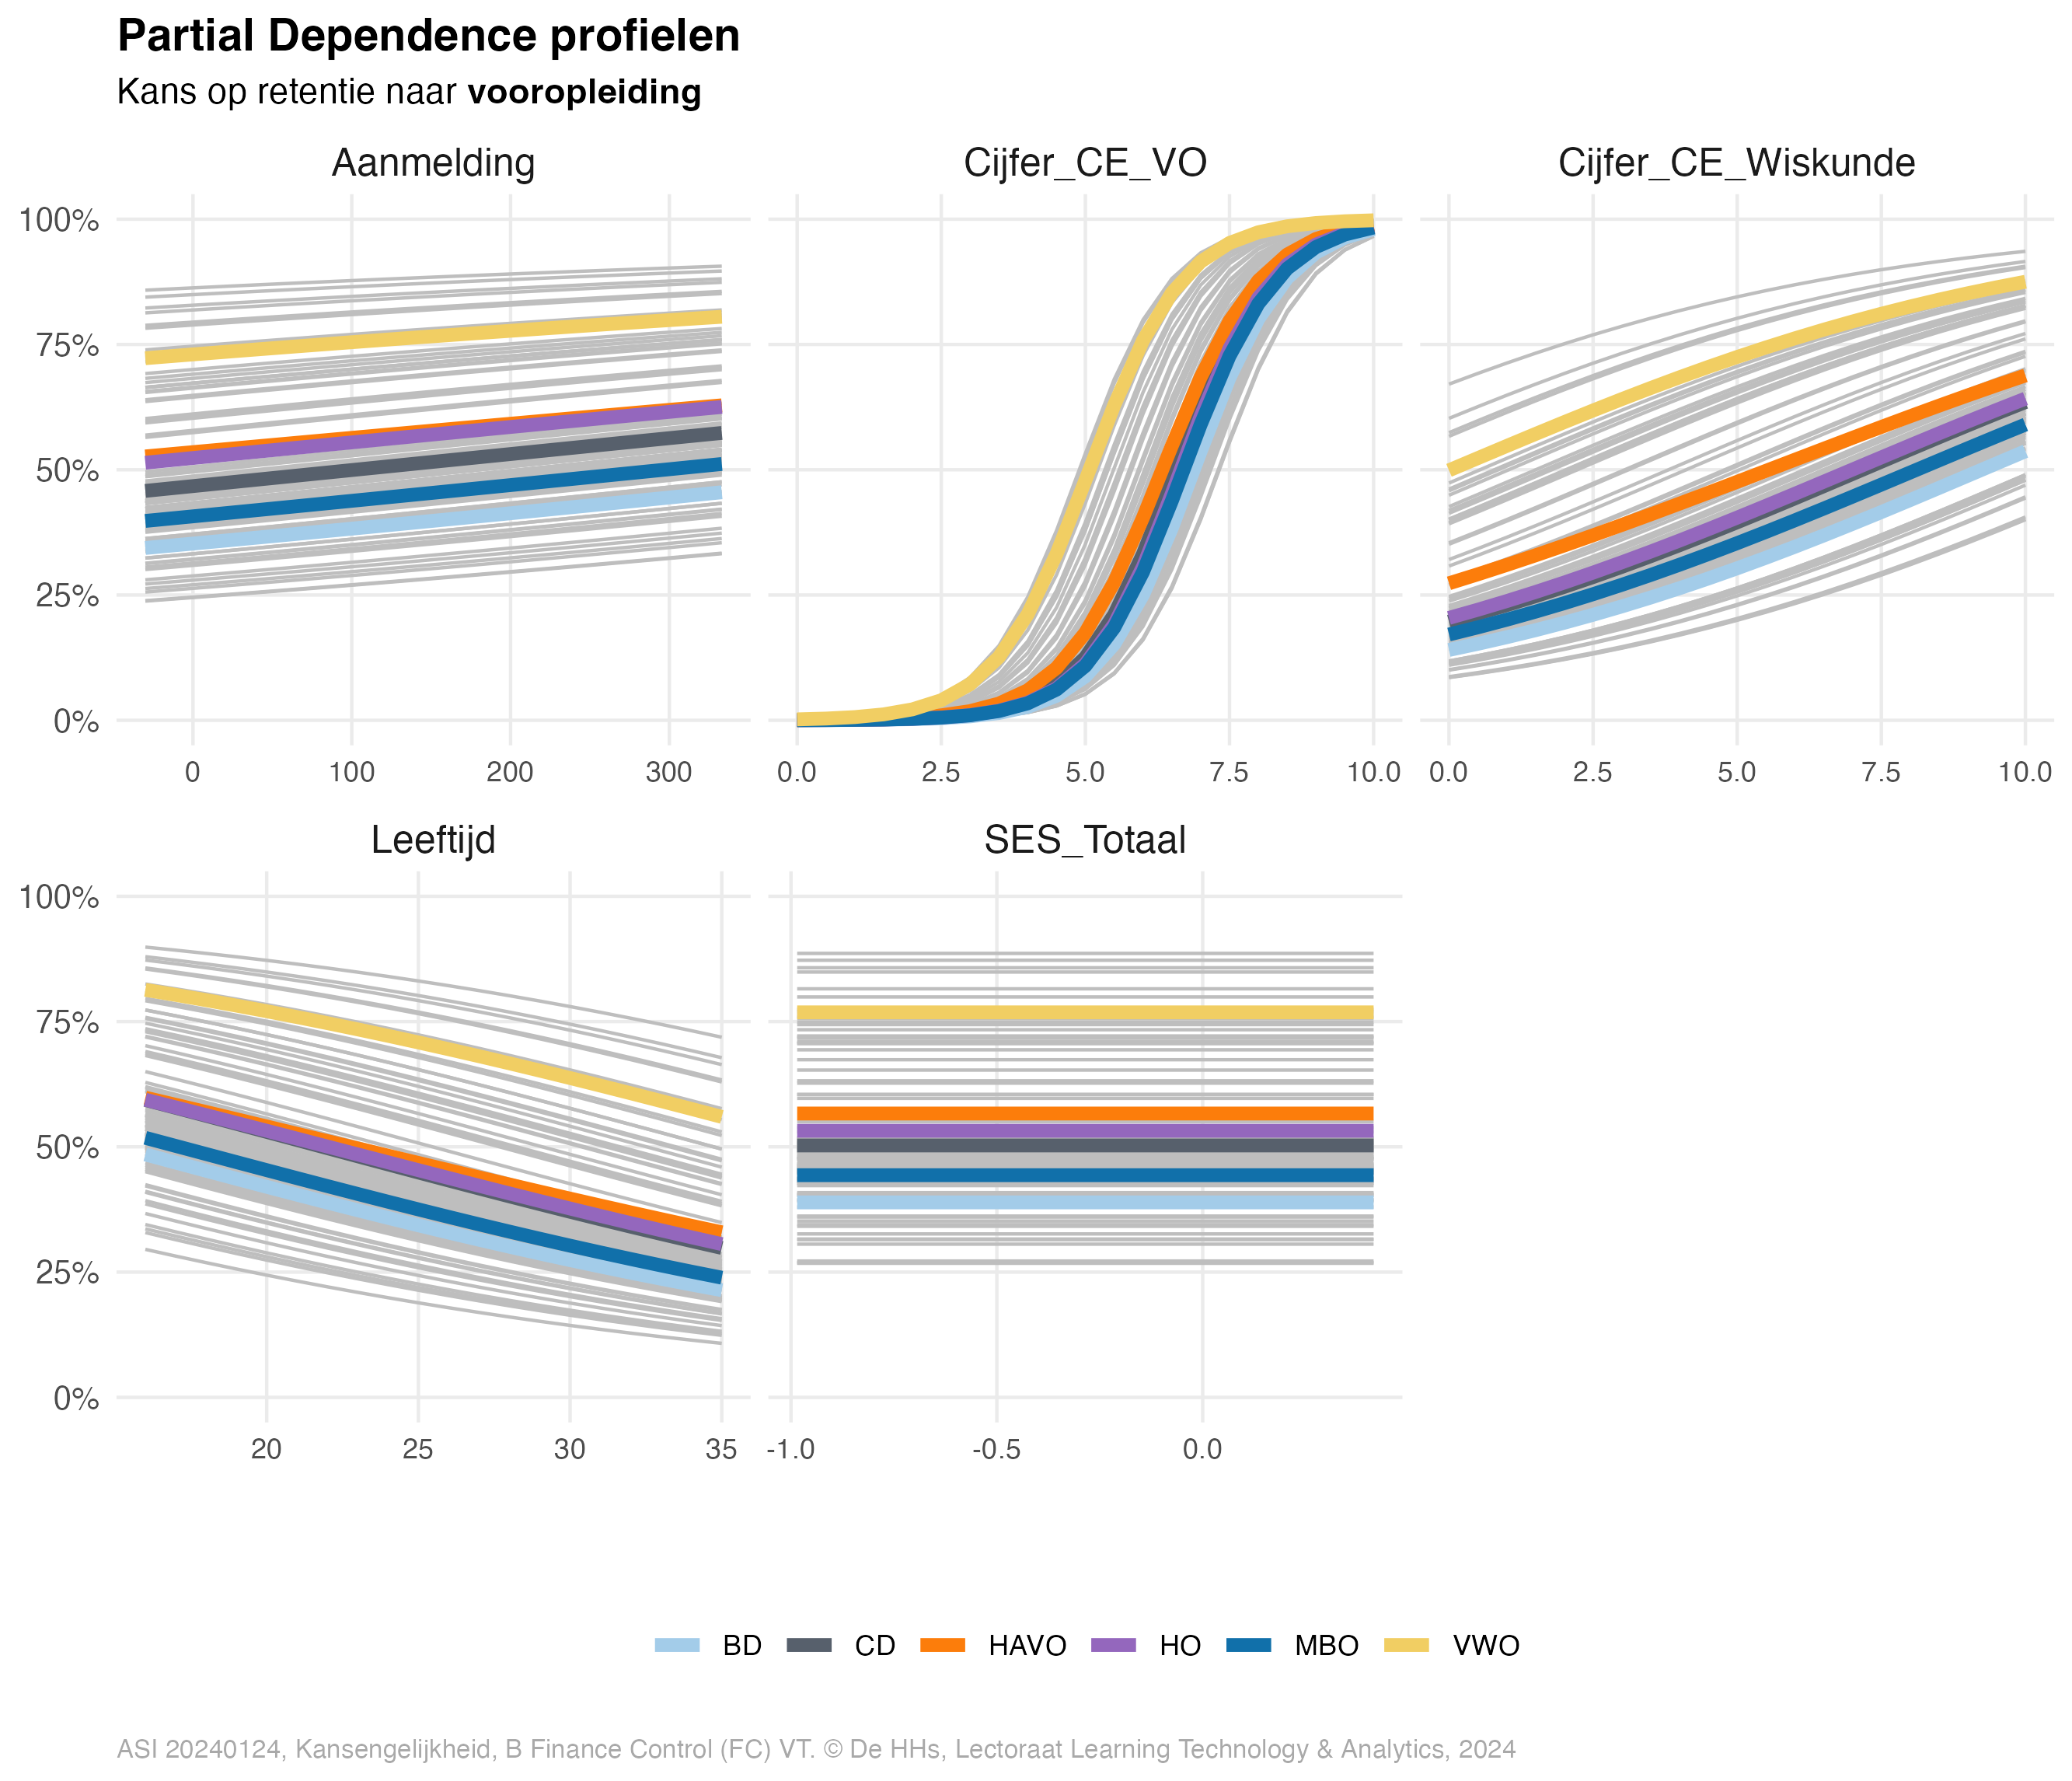 Partial Dependence profielen
Kans op retentie naar vooropleiding
Aanmelding
Cijfer_CE_VO
Cijfer_CE_Wiskunde
100%
75%
50%
25%
0%
0 100 200 300
0.0 2.5 5.0 7.5 10.0
0.0 2.5 5.0 7.5 10.0
Leeftijd
SES_Totaal
100%
75%
50%
25%
0%
20 25 30 35
-1.0 -0.5 0.0
BD CD HAVO HO MBO VWO
ASI 20240124, Kansengelijkheid, B Finance Control (FC) VT. © De HHs, Lectoraat Learning Technology & Analytics, 2024